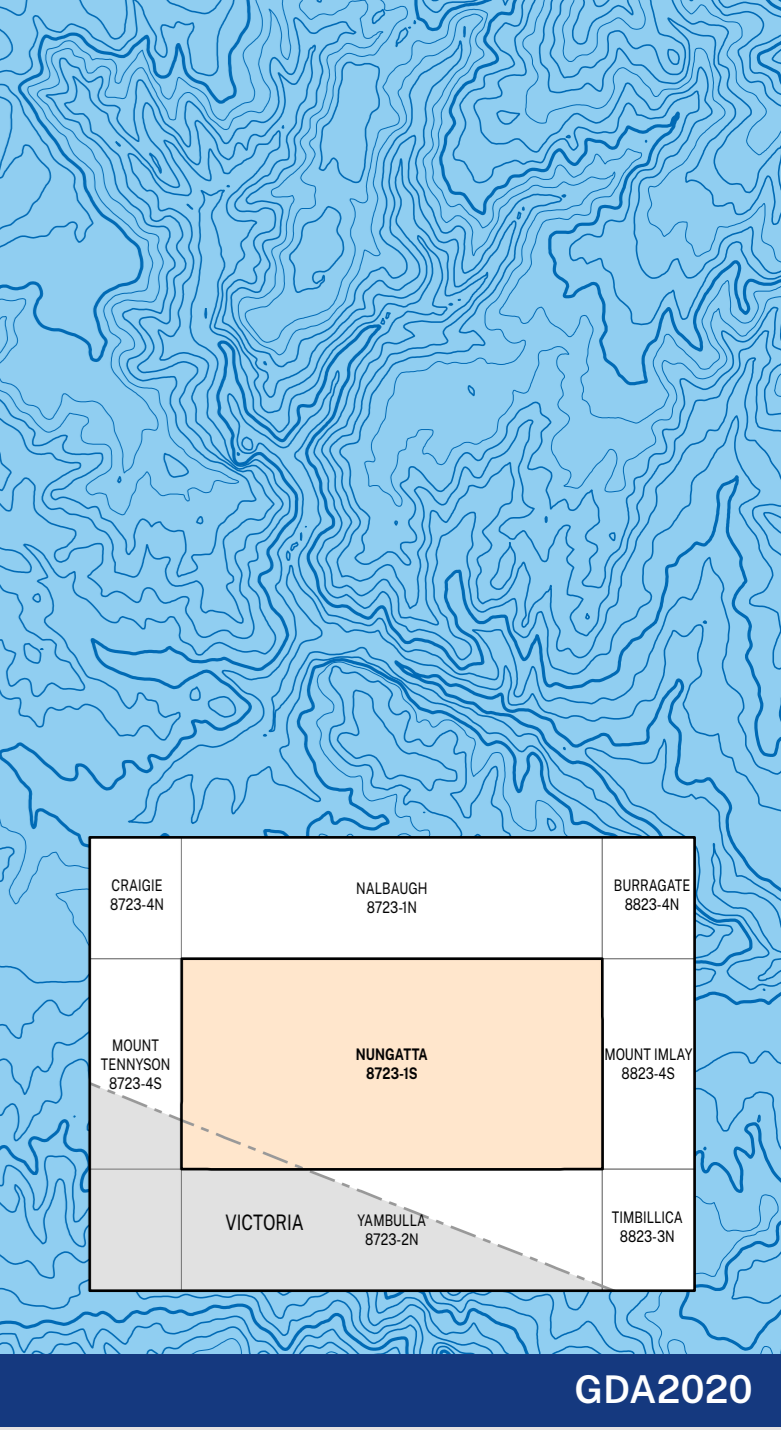 CRAIGIE
8723-4N
NALBAUGH
8723-1N
BURRAGATE
8823-4N
MOUNT
TENNYSON
8723-4S
NUNGATTA
8723-1S
MOUNT IMLAY
8823-4S
VICTORIA
YAMBULLA
8723-2N
TIMBILLICA
8823-3N
GDA2020